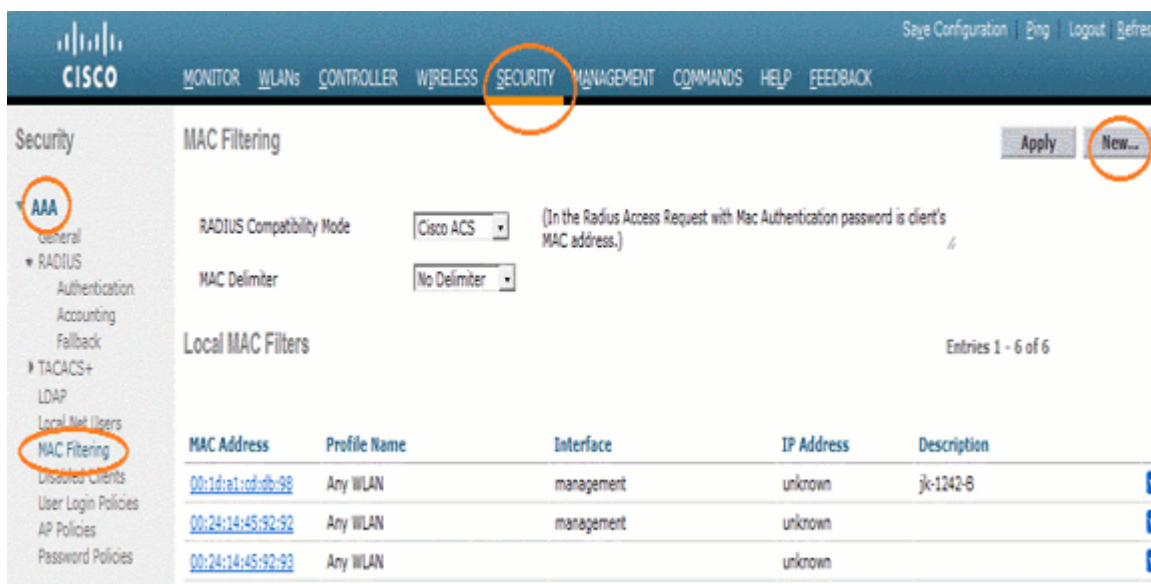 Save Configuration | Ping | Logout | Refres
CISCO
MONITOR WLANs CONTROLLER WIRELESS SECURITY MANAGEMENT COMMANDS HELP FEEDBACK
Security
AAA
General
RADIUS
Authentication
Accounting
Fallback
TACACS+
LDAP
Local Net Users
MAC Filtering
Disabled Clients
User Login Policies
AP Policies
Password Policies
MAC Filtering
Apply New...
RADIUS Compatibility Mode Cisco ACS (In the Radius Access Request with Mac Authentication password is client's
MAC address.)
MAC Delimiter No Delimiter
Local MAC Filters Entries 1 - 6 of 6
MAC Address Profile Name Interface IP Address Description
00:1d:a1:cd:db:98 Any WLAN management unknown jk-1242-B
00:24:14:45:92:92 Any WLAN management unknown
00:24:14:45:92:93 Any WLAN unknown